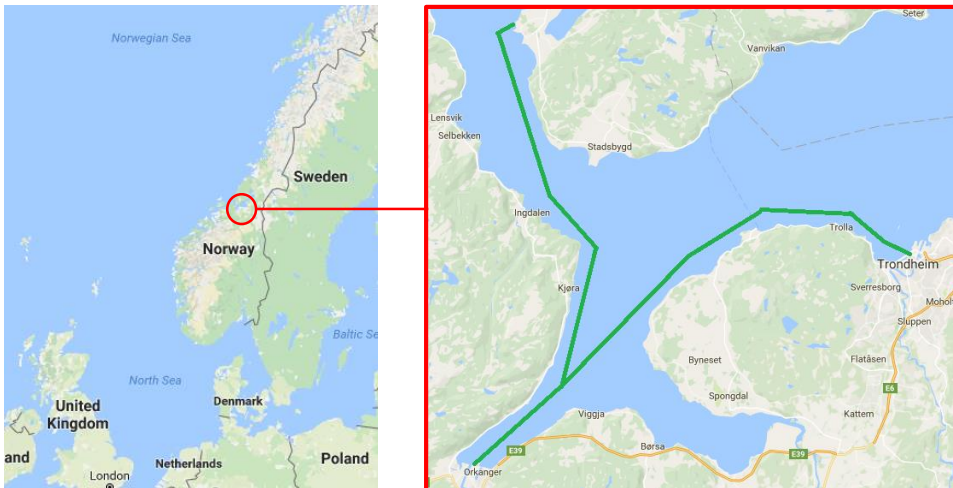 Norwegian Sea
Sweden
Norway
Baltic Se
North Sea
Denmark
United
Kingdom
and
London
Netherlands
Poland
Seter
Vanvikan
Lensvik
Selbekken
Stadsbygd
Ingdalen
Trolla
Trondheim
Kjøra
Sverresborg
Moholt
Sluppen
Byneset
Flatåsen
E6
Spongdal
Kattem
Viggja
Børsa
E39
E39
Orkanger